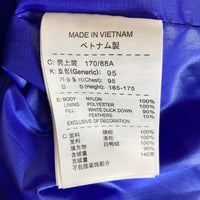 MADE IN VIETNAM
ベトナム製
C: 男上装 170/88A
K: 호칭(Generic): 95
가슴둘레(Chest): 95
신장(Height): 165-175
E: BODY NYLON 100%
LINING POLYESTER 100%
FILL WHITE DUCK DOWN 90%
FEATHERS 10%
EXCLUSIVE OF DECORATION
C: 面料 锦纶 100%
里料 涤纶 100%
填充物 白鸭绒
含绒量 90%
充绒量 140克
不包括装饰部分